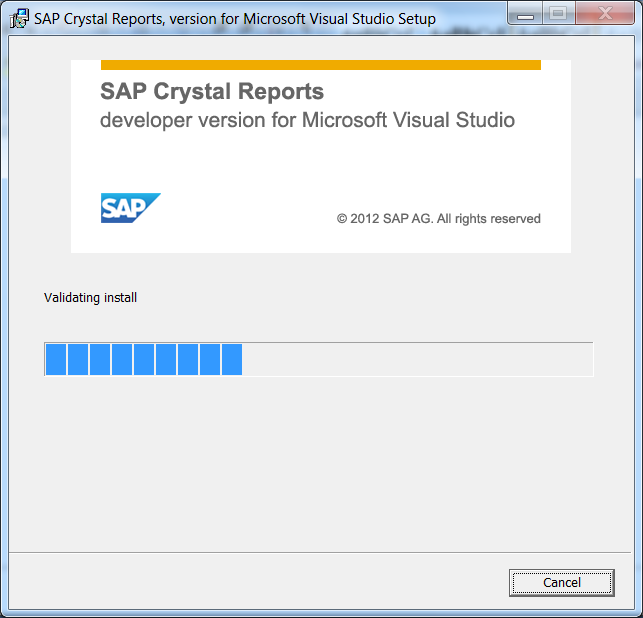 SAP Crystal Reports, version for Microsoft Visual Studio Setup
SAP Crystal Reports
developer version for Microsoft Visual Studio
SAP
© 2012 SAP AG. All rights reserved
Validating install
Cancel